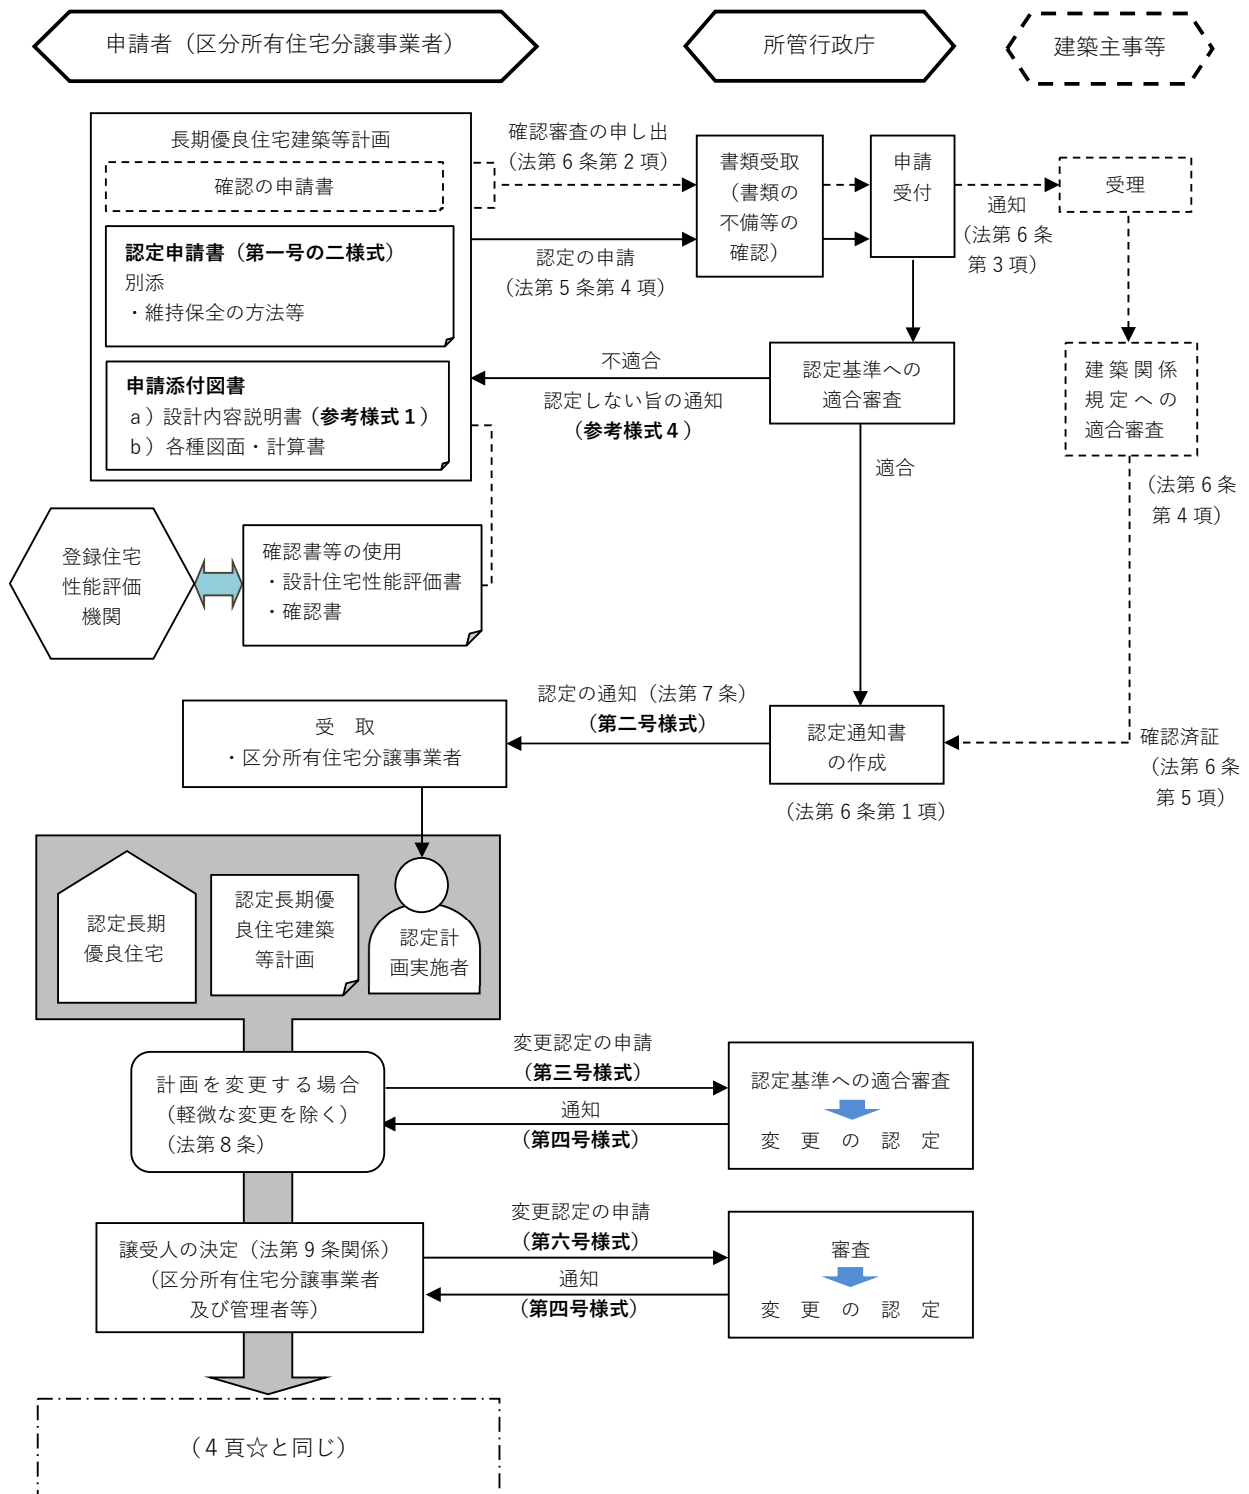 申請者（区分所有住宅分譲事業者）
所管行政庁
建築主事等
長期優良住宅建築等計画
確認の申請書
認定申請書（第一号の二様式）
別添
・維持保全の方法等
申請添付図書
a）設計内容説明書（参考様式１）
b）各種図面・計算書
確認審査の申し出
（法第６条第２項）
認定の申請
（法第５条第４項）
書類受取
（書類の
不備等の
確認）
申請
受付
通知
（法第６条
第３項）
受理
不適合
認定しない旨の通知
（参考様式４）
認定基準への
適合審査
建築関係
規定への
適合審査
適合
（法第６条
第４項）
登録住宅
性能評価
機関
確認書等の使用
・設計住宅性能評価書
・確認書
認定の通知（法第７条）
（第二号様式）
受　取
・区分所有住宅分譲事業者
認定通知書
の作成
（法第６条第１項）
確認済証
（法第６条
第５項）
認定長期
優良住宅
認定長期優
良住宅建築
等計画
認定計
画実施者
計画を変更する場合
（軽微な変更を除く）
（法第８条）
変更認定の申請
（第三号様式）
通知
（第四号様式）
認定基準への適合審査
変　更　の　認　定
譲受人の決定（法第９条関係）
（区分所有住宅分譲事業者
及び管理者等）
変更認定の申請
（第六号様式）
通知
（第四号様式）
審査
変　更　の　認　定
（４頁☆と同じ）